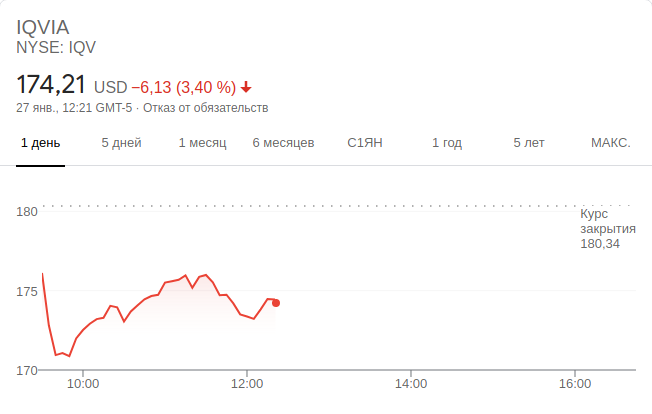 IQVIA
NYSE: IQV
174,21 USD −6,13 (3,40 %)
27 янв., 12:21 GMT-5 · Отказ от обязательств
1 день 5 дней 1 месяц 6 месяцев С1ЯН 1 год 5 лет МАКС.
180
Курс
закрытия
180,34
175
170
10:00 12:00 14:00 16:00